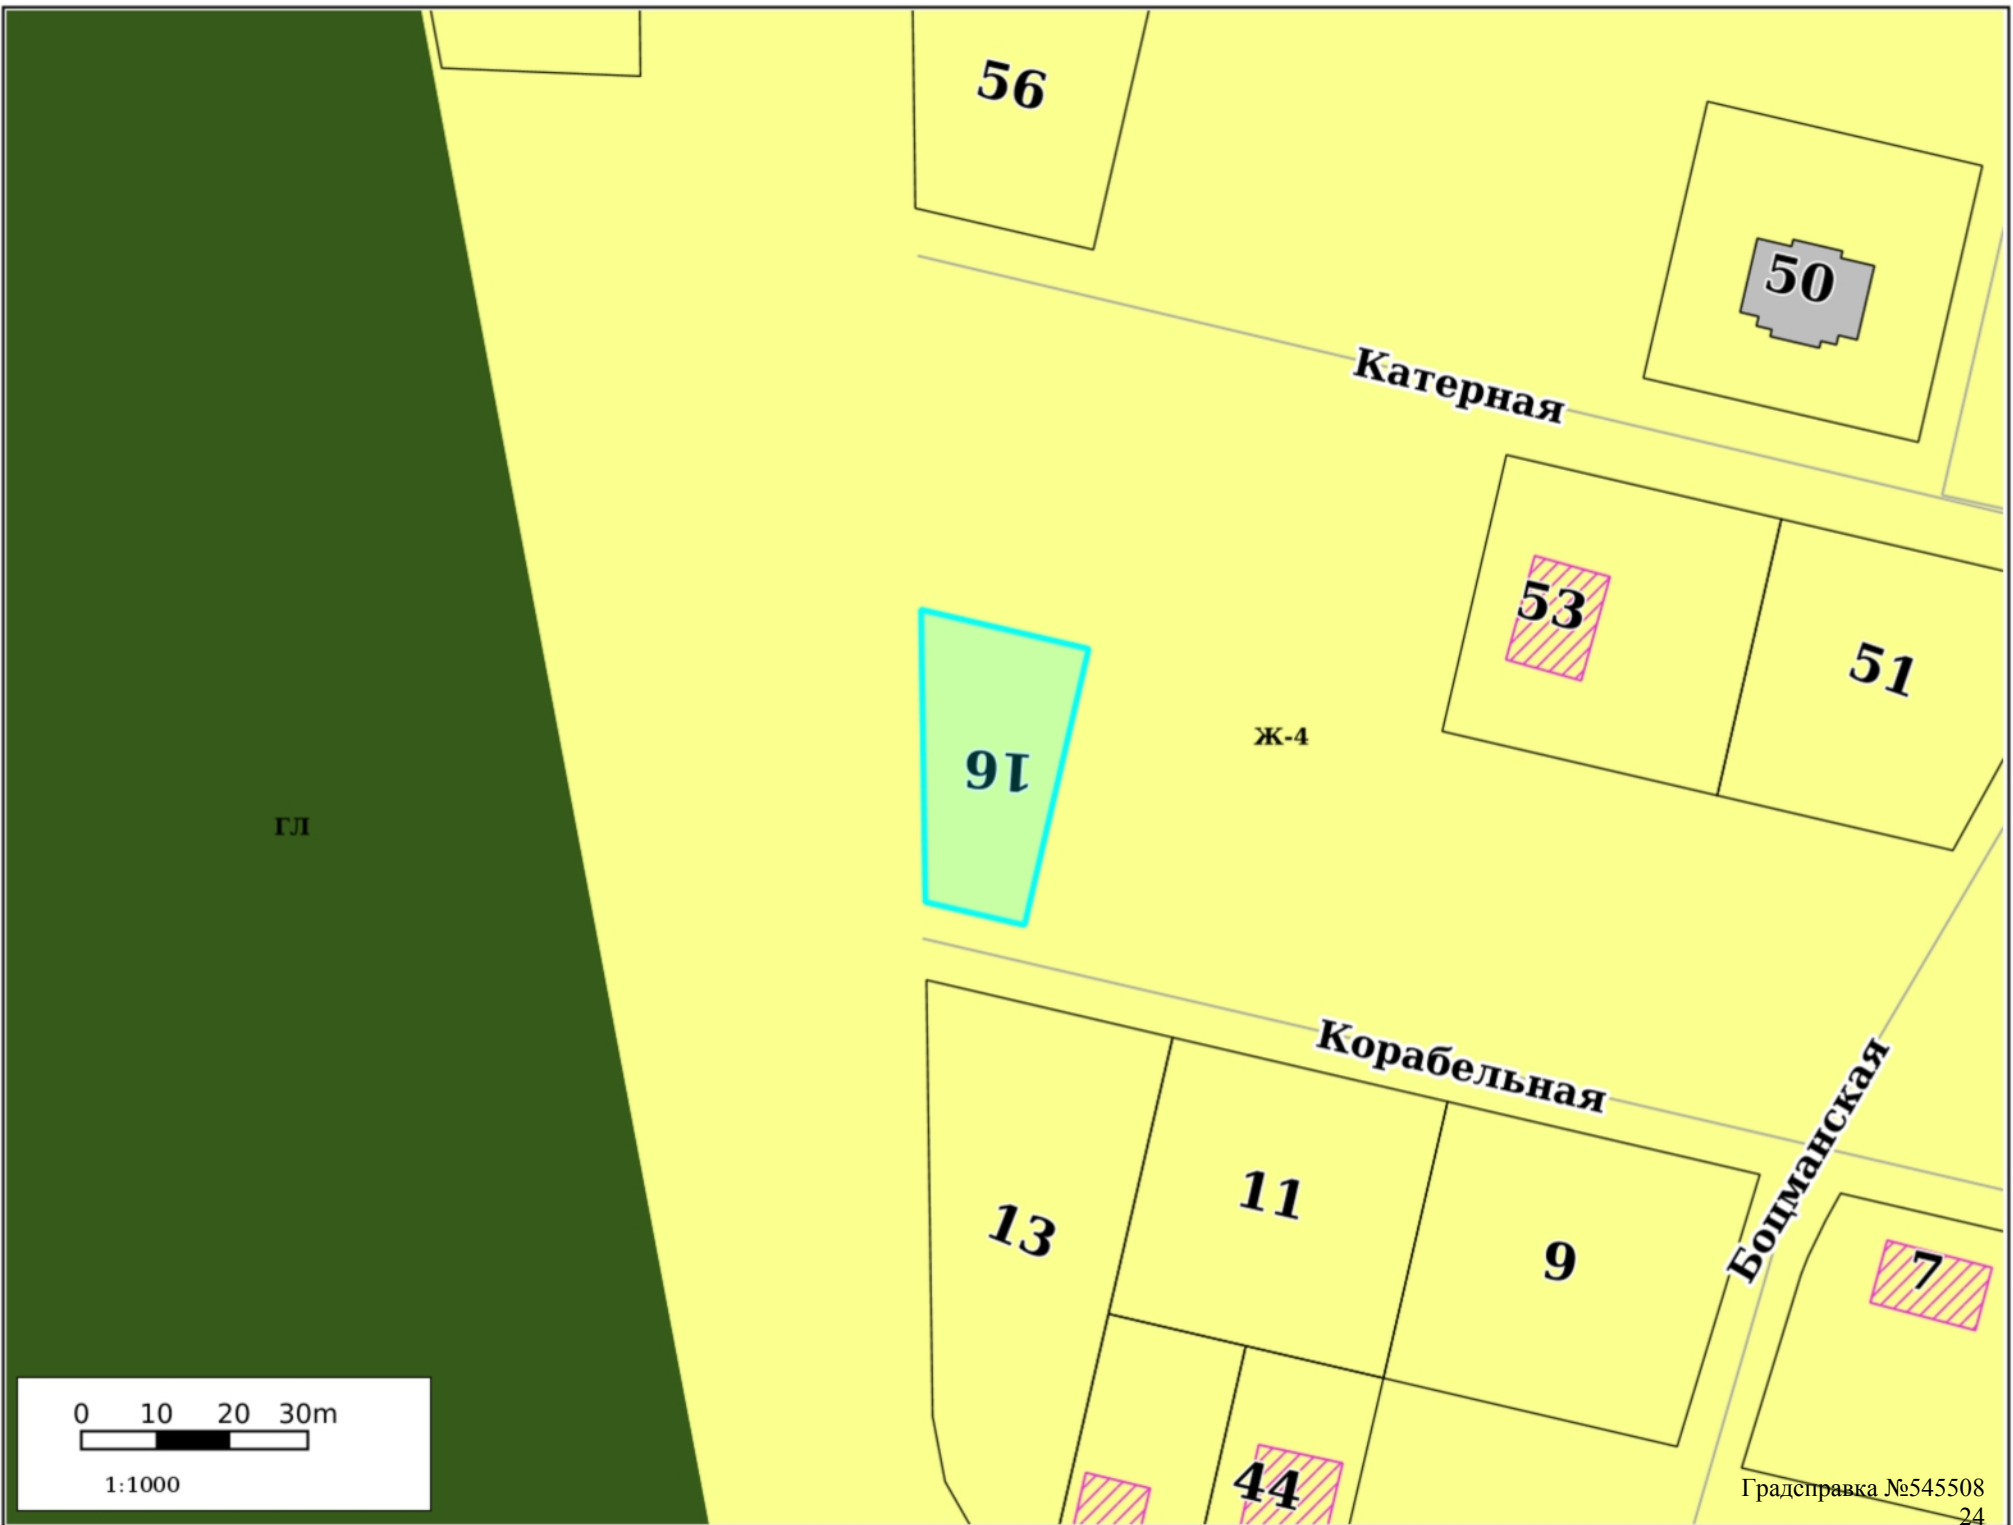 56
50
Катерная
53
51
16
Ж-4
ГЛ
Корабельная
Боцманская
13
11
9
7
0 10 20 30m
1:1000
44
Градсправка №545508
24